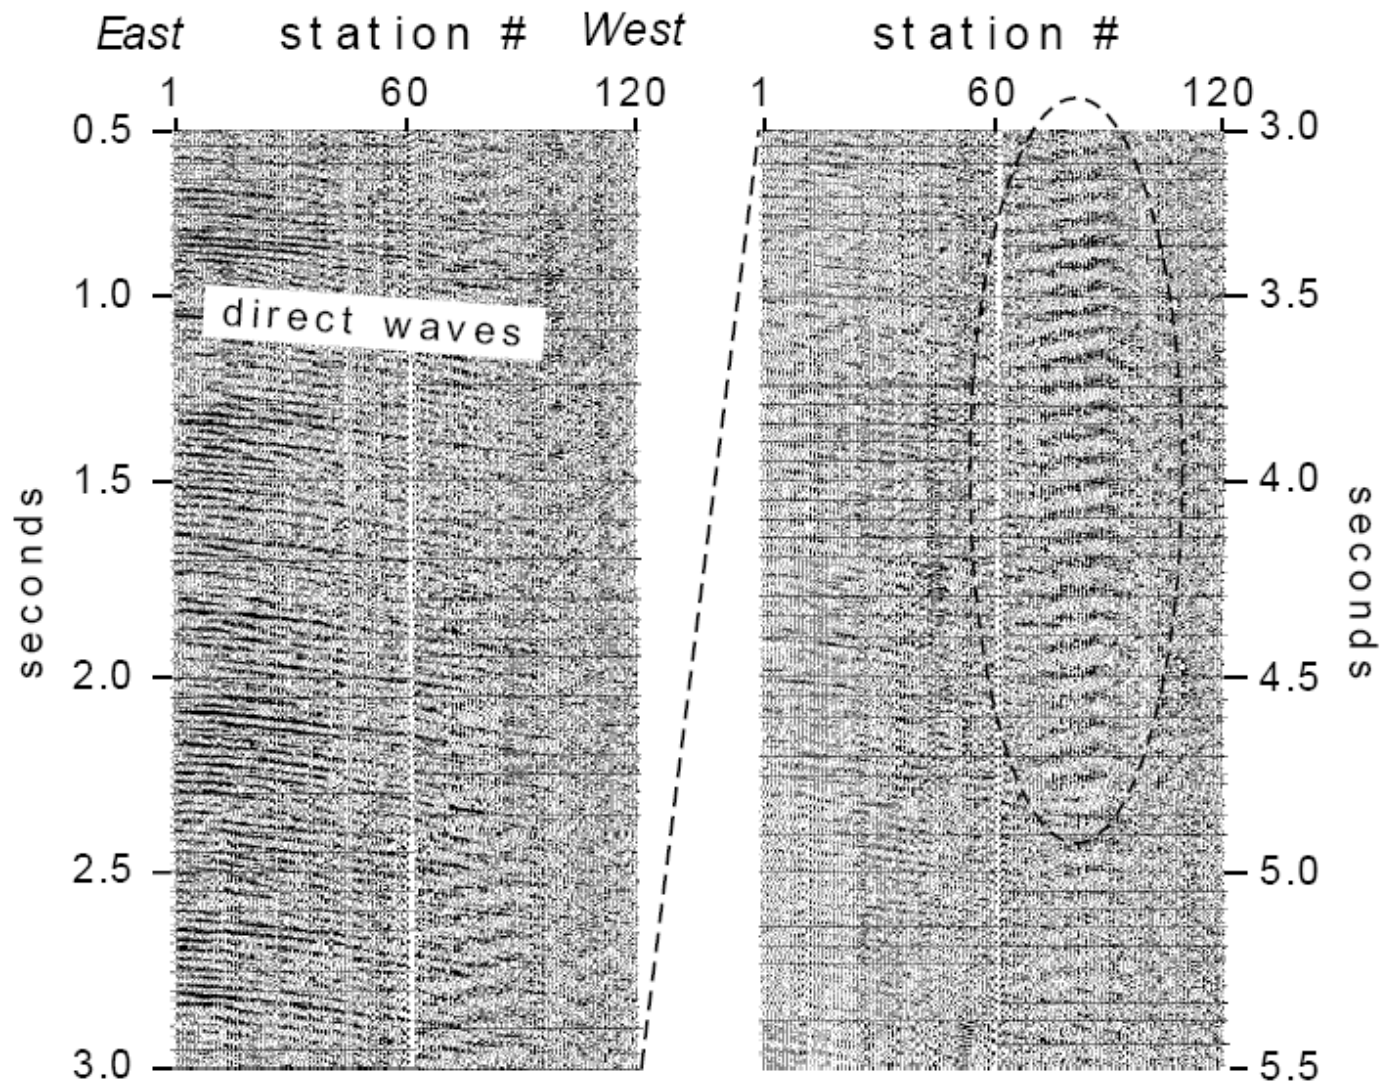 East station # West station #
1 60 120 1 60 120
0.5 3.0
1.0 3.5
direct waves
1.5 4.0
seconds seconds
2.0 4.5
2.5 5.0
3.0 5.5